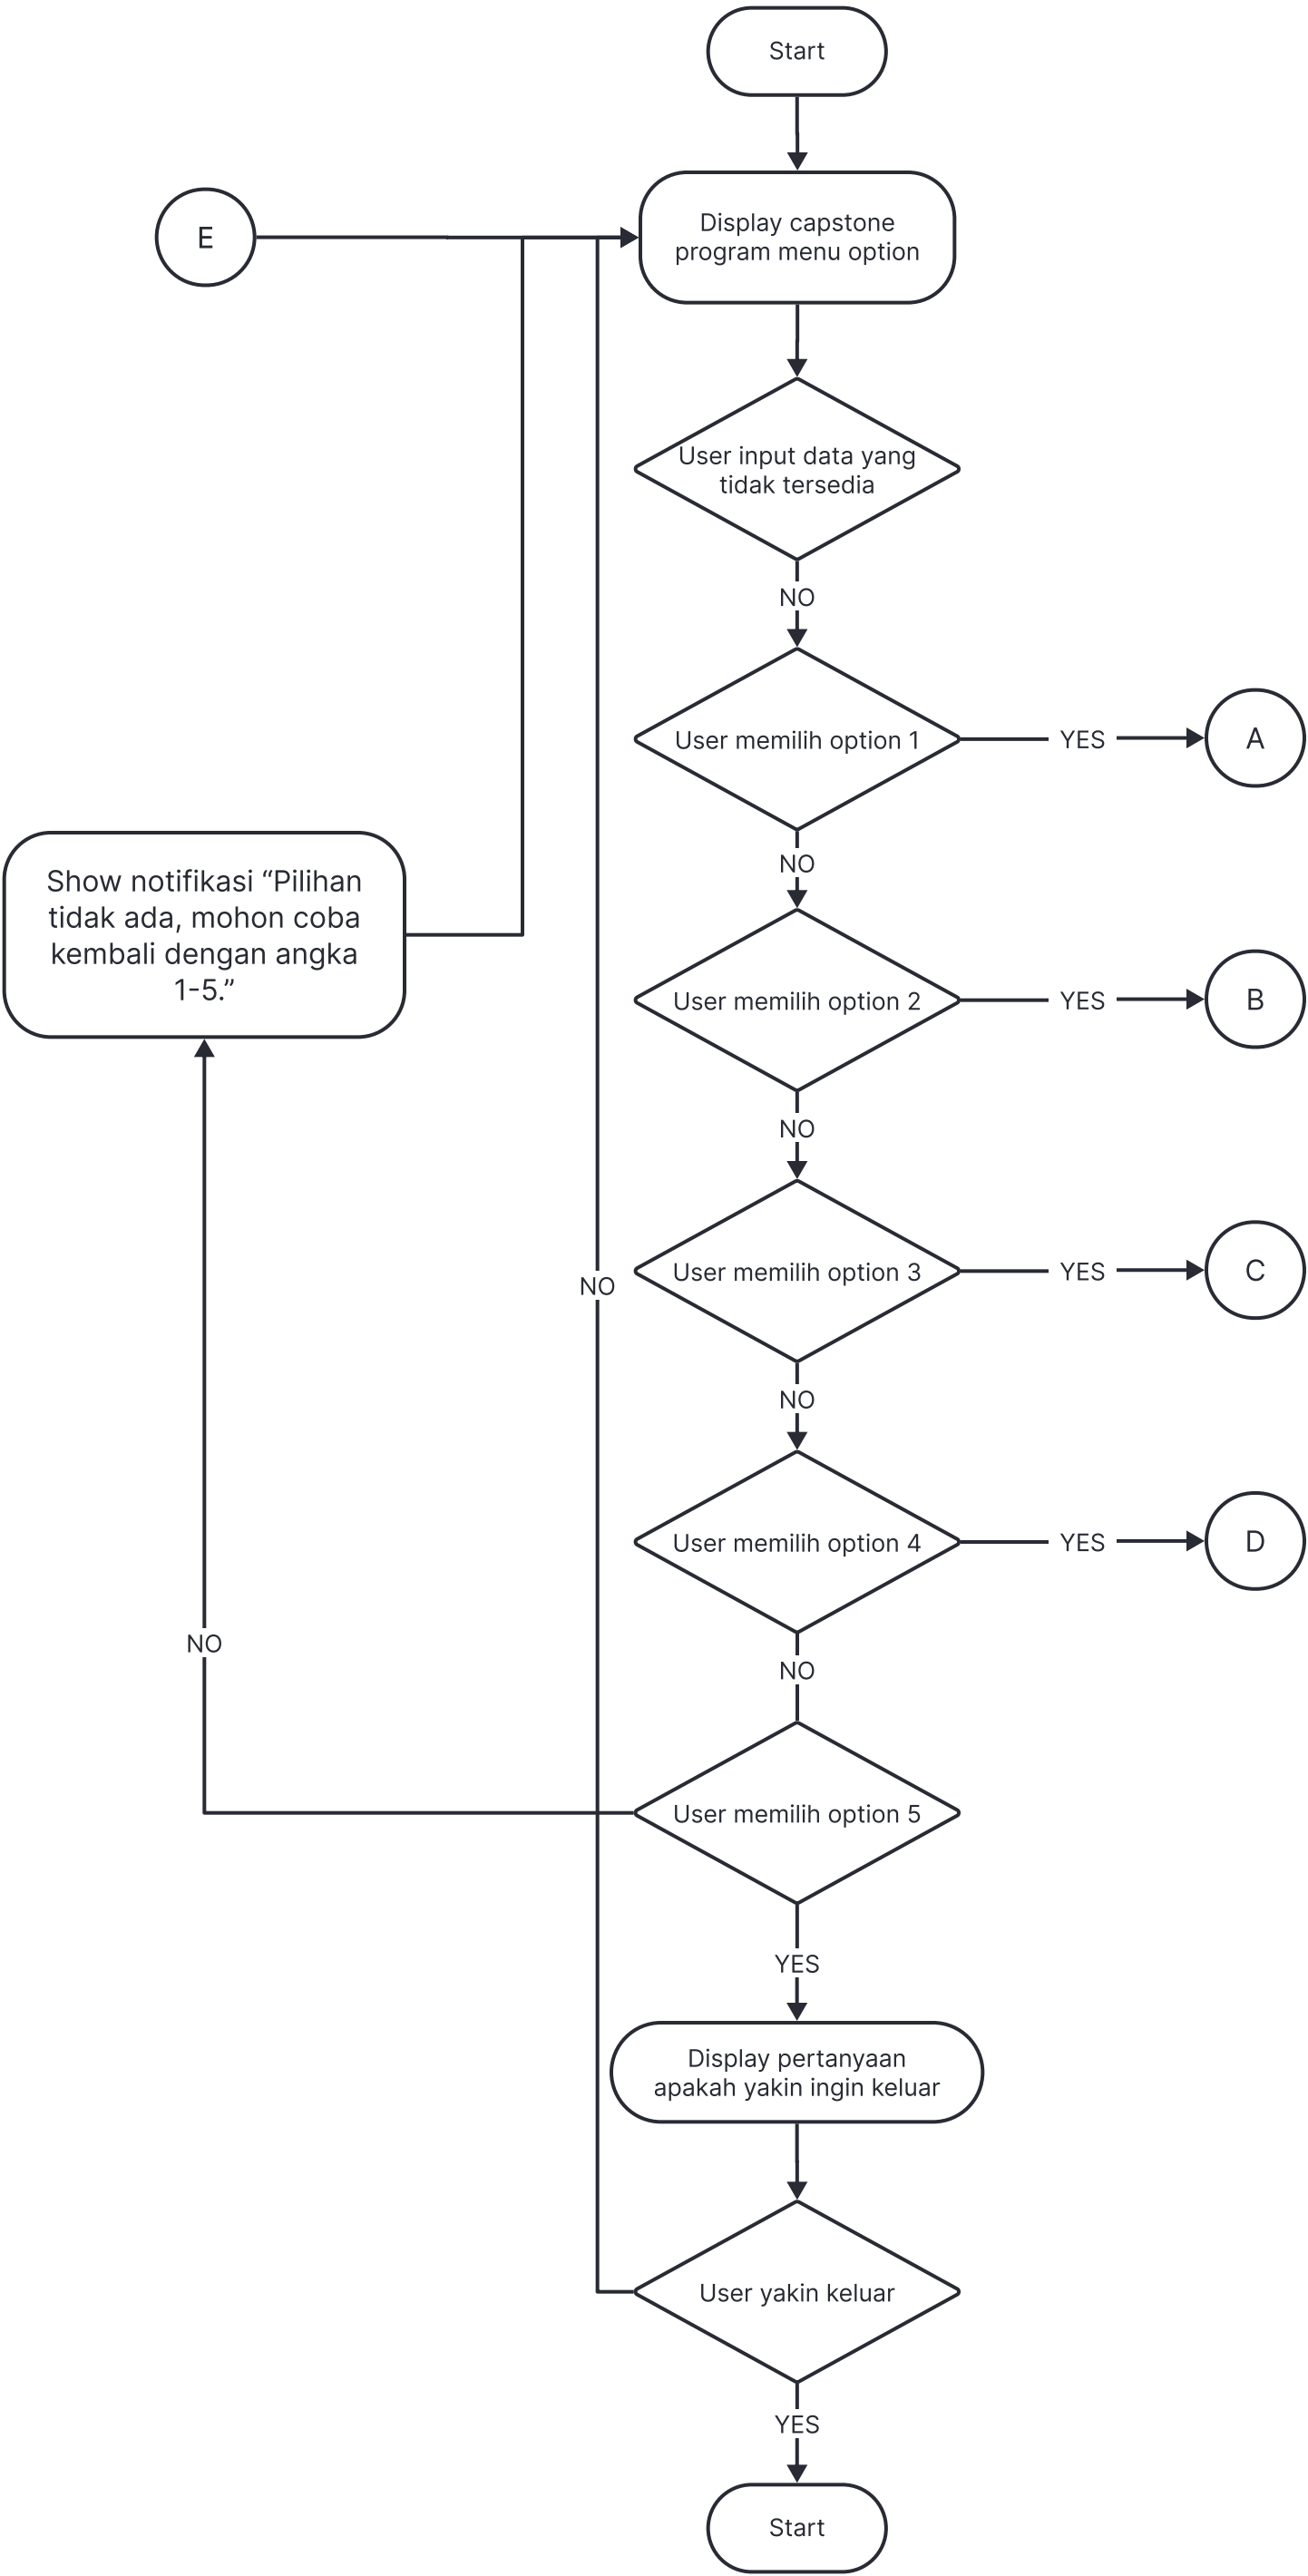 Start
E
Display capstone
program menu option
User input data yang
tidak tersedia
NO
User memilih option 1
YES
A
NO
Show notifikasi “Pilihan
tidak ada, mohon coba
kembali dengan angka
1-5.”
User memilih option 2
YES
B
NO
User memilih option 3
YES
C
NO
NO
User memilih option 4
YES
D
NO
NO
User memilih option 5
YES
Display pertanyaan
apakah yakin ingin keluar
User yakin keluar
YES
Start